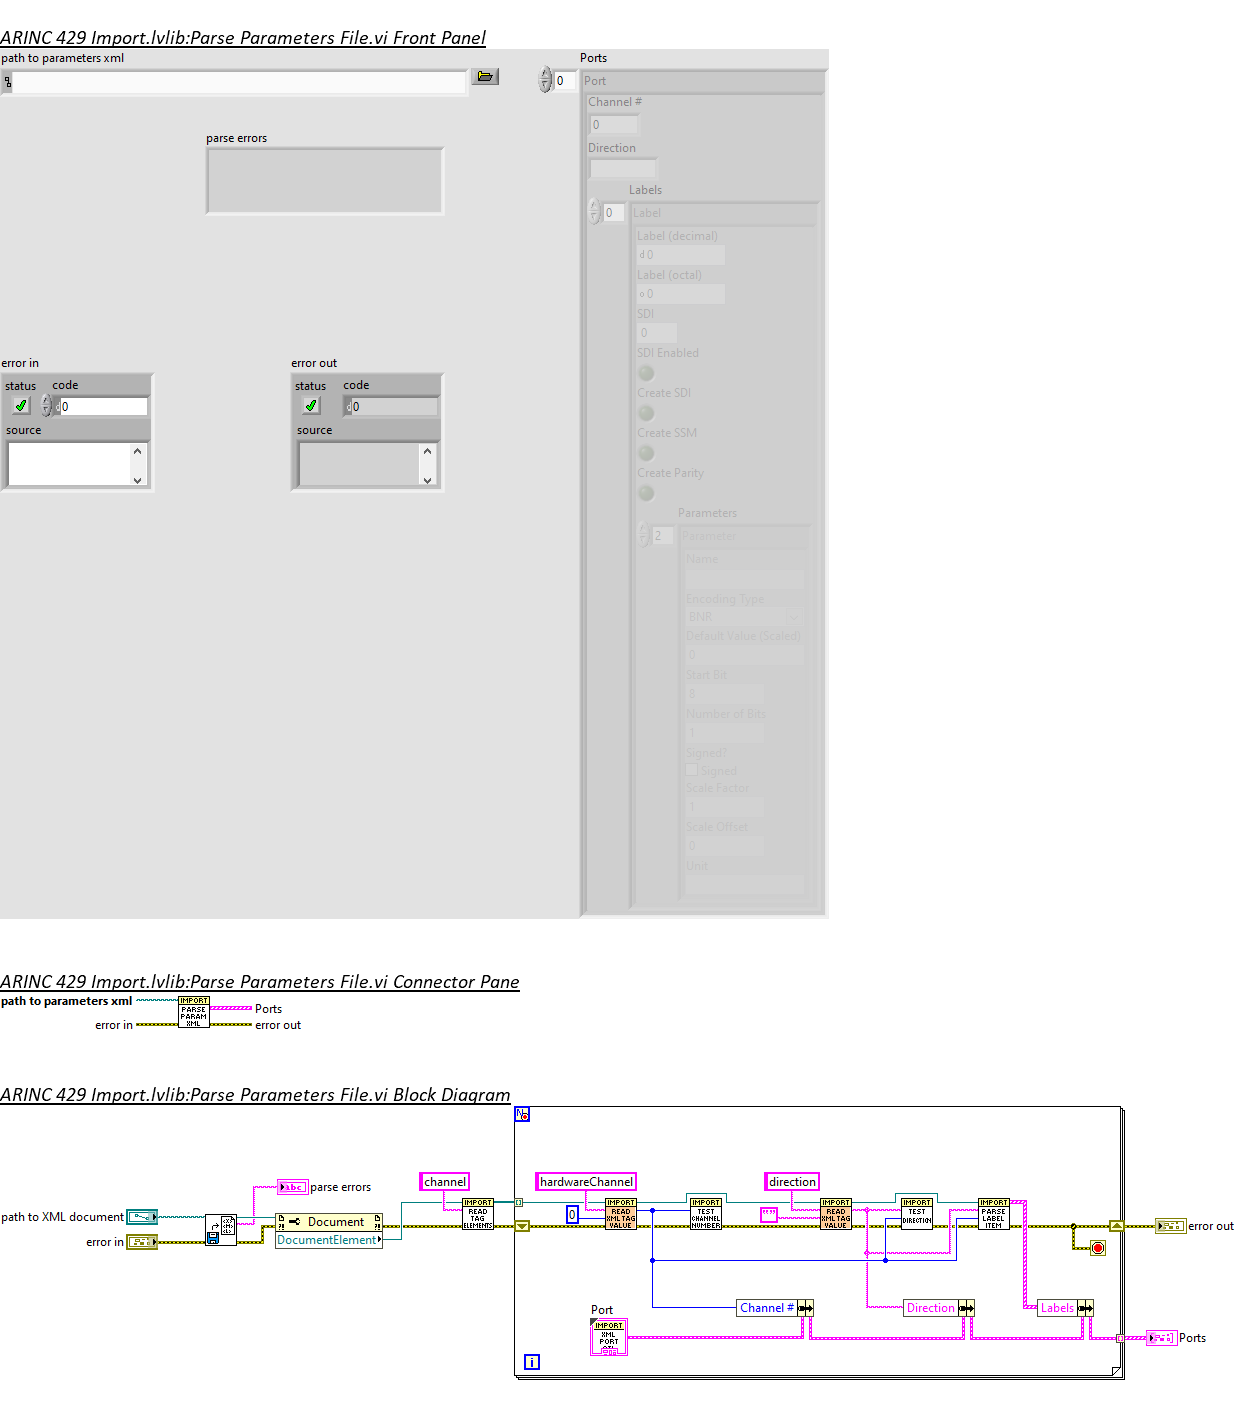 ARINC 429 Import.lvlib:Parse Parameters File.vi Front Panel
path to parameters xml
Ports
0
Port
Channel #
0
parse errors
Direction
Labels
0
Label
Label (decimal)
d 0
Label (octal)
o 0
SDI
0
SDI Enabled
Create SDI
Create SSM
Create Parity
error in
status
code
d 0
source
error out
status
code
d 0
source
Parameters
2
Parameter
Name
Encoding Type
BNR
Default Value (Scaled)
0
Start Bit
8
Number of Bits
1
Signed?
Signed
Scale Factor
1
Scale Offset
0
Unit
ARINC 429 Import.lvlib:Parse Parameters File.vi Connector Pane
path to parameters xml
error in
IMPORT
PARSE
PARAM
XML
Ports
error out
ARINC 429 Import.lvlib:Parse Parameters File.vi Block Diagram
N
path to XML document
error in
abc
parse errors
Document
DocumentElement
channel
IMPORT
READ
TAG
ELEMENTS
hardwareChannel
0
IMPORT
READ
XML TAG
VALUE
IMPORT
TEST
CHANNEL
NUMBER
direction
""
IMPORT
READ
XML TAG
VALUE
IMPORT
TEST
DIRECTION
IMPORT
PARSE
LABEL
ITEM
error out
Port
IMPORT
XML
PORT
Channel #
Direction
Labels
Ports
i